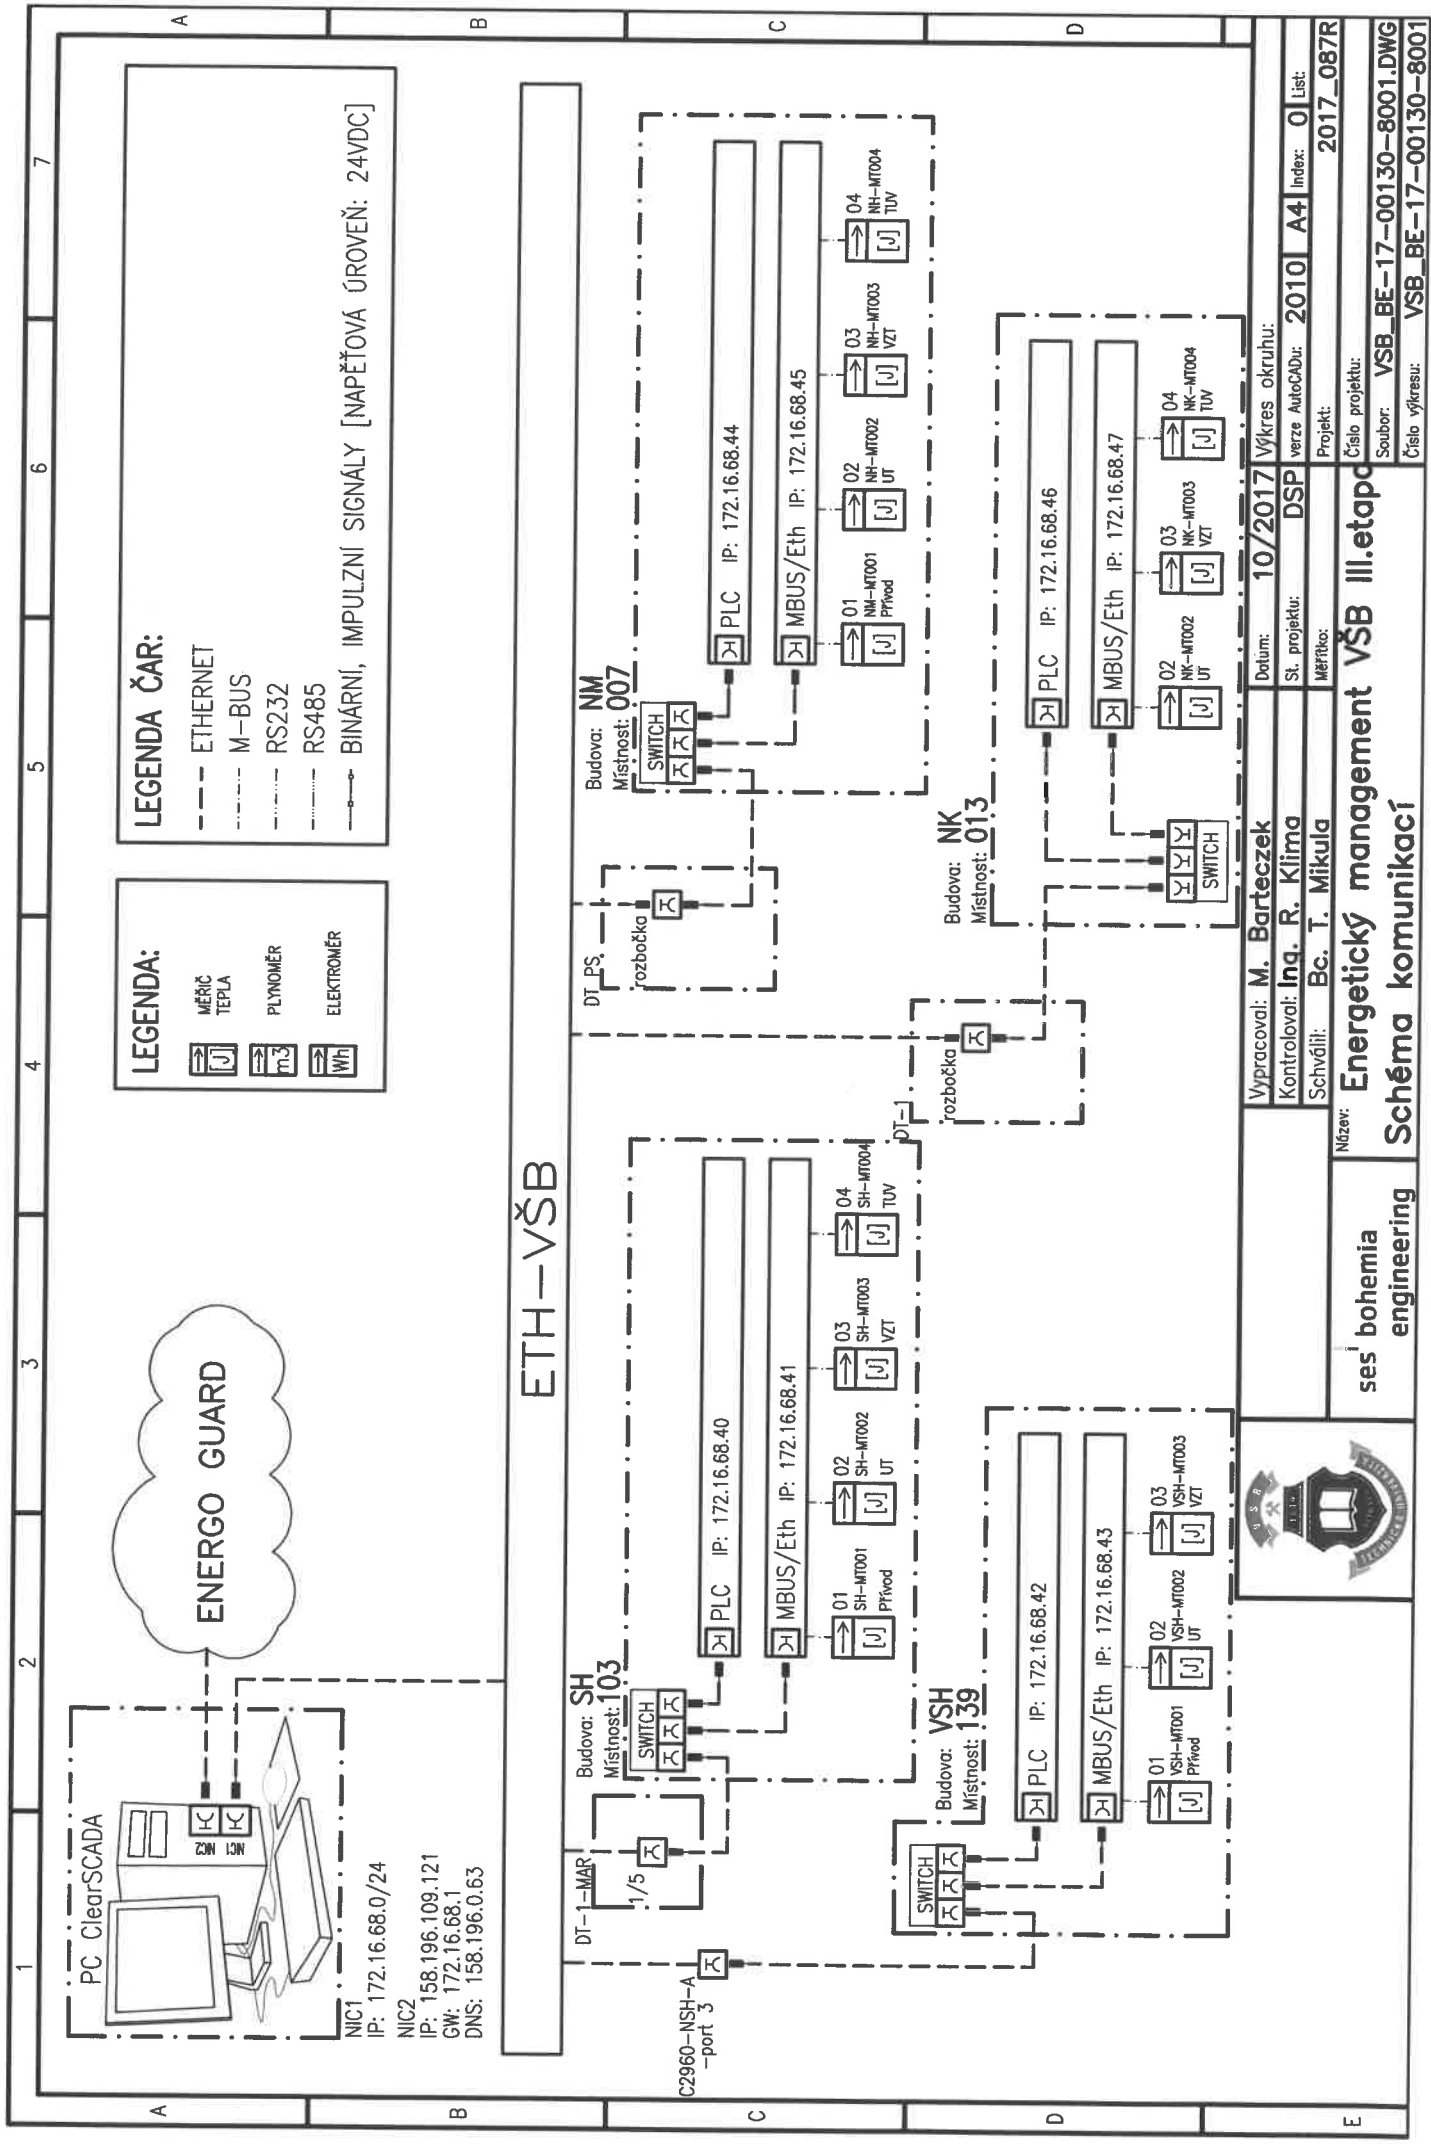 1
2
3
4
5
6
7
A
B
C
D
E
A
B
C
D
PC ClearSCADA
NIC2
NIC1
NIC1
IP: 172.16.68.0/24
NIC2
IP: 158.196.109.121
GW: 172.16.68.1
DNS: 158.196.0.63
ENERGO GUARD
LEGENDA:
[J]
MĚŘIČ
TEPLA
m3
PLYNOMĚR
Wh
ELEKTROMĚR
LEGENDA ČAR:
ETHERNET
M-BUS
RS232
RS485
BINÁRNÍ, IMPULZNÍ SIGNÁLY [NAPĚŤOVÁ ÚROVEŇ: 24VDC]
ETH-VŠB
C2960-NSH-A
-port 3
DT-1-MAR
1/5
Budova: SH
Místnost: 103
SWITCH
PLC IP: 172.16.68.40
MBUS/Eth IP: 172.16.68.41
[J]
01
SH-MT001
Přívod
[J]
02
SH-MT002
UT
[J]
03
SH-MT003
VZT
[J]
04
SH-MT004
TUV
DT_PS
rozbočka
Budova: NM
Místnost: 007
SWITCH
PLC IP: 172.16.68.44
MBUS/Eth IP: 172.16.68.45
[J]
01
NM-MT001
Přívod
[J]
02
NH-MT002
UT
[J]
03
NH-MT003
VZT
[J]
04
NH-MT004
TUV
Budova: VSH
Místnost: 139
SWITCH
PLC IP: 172.16.68.42
MBUS/Eth IP: 172.16.68.43
[J]
01
VSH-MT001
Přívod
[J]
02
VSH-MT002
UT
[J]
03
VSH-MT003
VZT
DT-1
rozbočka
Budova: NK
Místnost: 013
SWITCH
PLC IP: 172.16.68.46
MBUS/Eth IP: 172.16.68.47
[J]
02
NK-MT002
UT
[J]
03
NK-MT003
VZT
[J]
04
NK-MT004
TUV
ses bohemia
engineering
Vypracoval: M. Barteczek
Kontroloval: Ing. R. Klima
Schválil: Bc. T. Mikula
Datum: 10/2017
St. projektu: DSP
Měřítko:
Výkres okruhu:
verze AutoCADu: 2010 A4 Index: 0 List:
Projekt: 2017_087R
Číslo projektu:
Soubor: VSB_BE-17-00130-8001.DWG
Číslo výkresu: VSB_BE-17-00130-8001
Název: Energetický management VŠB III.etapa
Schéma komunikací